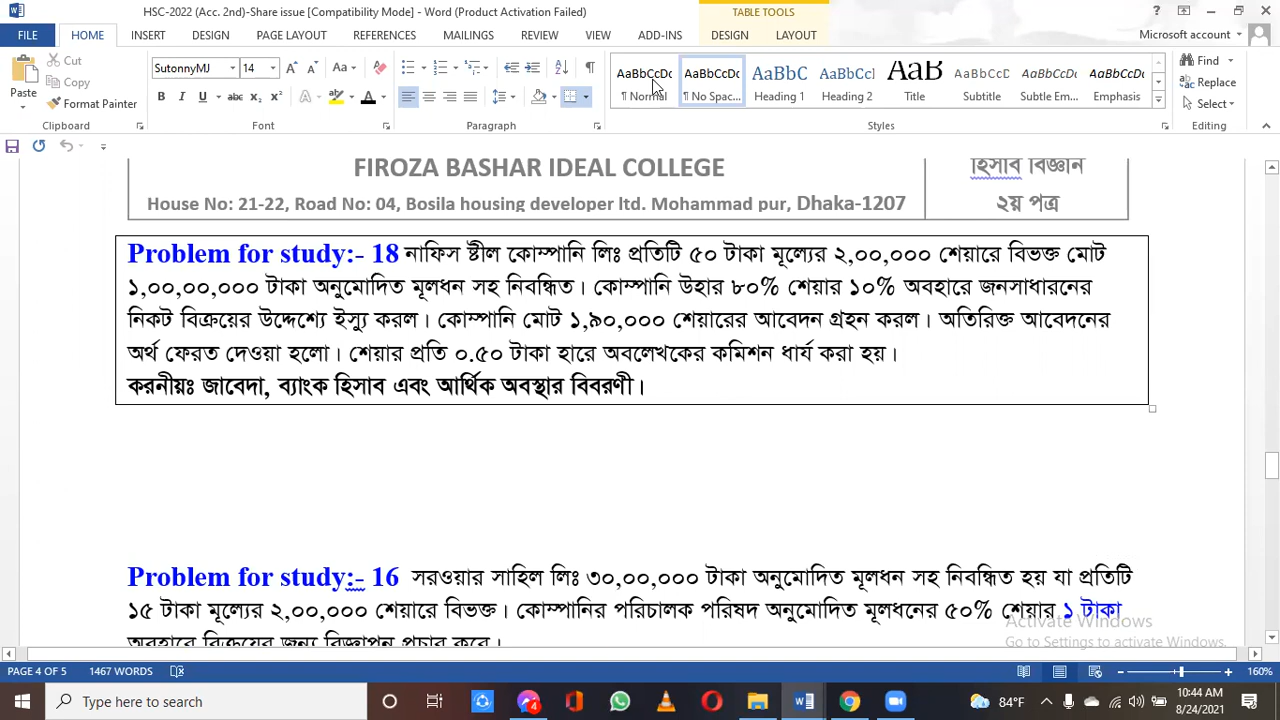 HSC-2022 (Acc. 2nd)-Share issue [Compatibility Mode] - Word (Product Activation Failed)
TABLE TOOLS
FILE HOME INSERT DESIGN PAGE LAYOUT REFERENCES MAILINGS REVIEW VIEW ADD-INS DESIGN LAYOUT Microsoft account
Paste Cut Copy Format Painter
SutonnyMJ 14
AaBbCcDc AaBbCcDc AaBbC AaBbCcI AaB AaBbCcD AaBbCcDt AaBbCcDt
¶ Normal ¶ No Spac... Heading 1 Heading 2 Title Subtitle Subtle Em... Emphasis
Find Replace Select
Clipboard Font Paragraph Styles Editing
FIROZA BASHAR IDEAL COLLEGE
House No: 21-22, Road No: 04, Bosila housing developer ltd. Mohammad pur, Dhaka-1207
হিসাব বিজ্ঞান
২য় পত্র
Problem for study:- 18 নাফিস ষ্টীল কোম্পানি লিঃ প্রতিটি ৫০ টাকা মূল্যের ২,০০,০০০ শেয়ারে বিভক্ত মোট
১,০০,০০,০০০ টাকা অনুমোদিত মূলধন সহ নিবন্ধিত। কোম্পানি উহার ৮০% শেয়ার ১০% অবহারে জনসাধারনের
নিকট বিক্রয়ের উদ্দেশ্যে ইস্যু করল। কোম্পানি মোট ১,৯০,০০০ শেয়ারের আবেদন গ্রহন করল। অতিরিক্ত আবেদনের
অর্থ ফেরত দেওয়া হলো। শেয়ার প্রতি ০.৫০ টাকা হারে অবলেখকের কমিশন ধার্য করা হয়।
করনীয়ঃ জাবেদা, ব্যাংক হিসাব এবং আর্থিক অবস্থার বিবরণী।
Problem for study:- 16 সরওয়ার সাহিল লিঃ ৩০,০০,০০০ টাকা অনুমোদিত মূলধন সহ নিবন্ধিত হয় যা প্রতিটি
১৫ টাকা মূল্যের ২,০০,০০০ শেয়ারে বিভক্ত। কোম্পানির পরিচালক পরিষদ অনুমোদিত মূলধনের ৫০% শেয়ার ১ টাকা
অবহারে বিক্রয়ের জন্য বিজ্ঞাপন প্রচার করে।
Activate Windows
Go to Settings to activate Windows.
PAGE 4 OF 5 1467 WORDS 160%
Type here to search 4 84°F 10:44 AM
8/24/2021